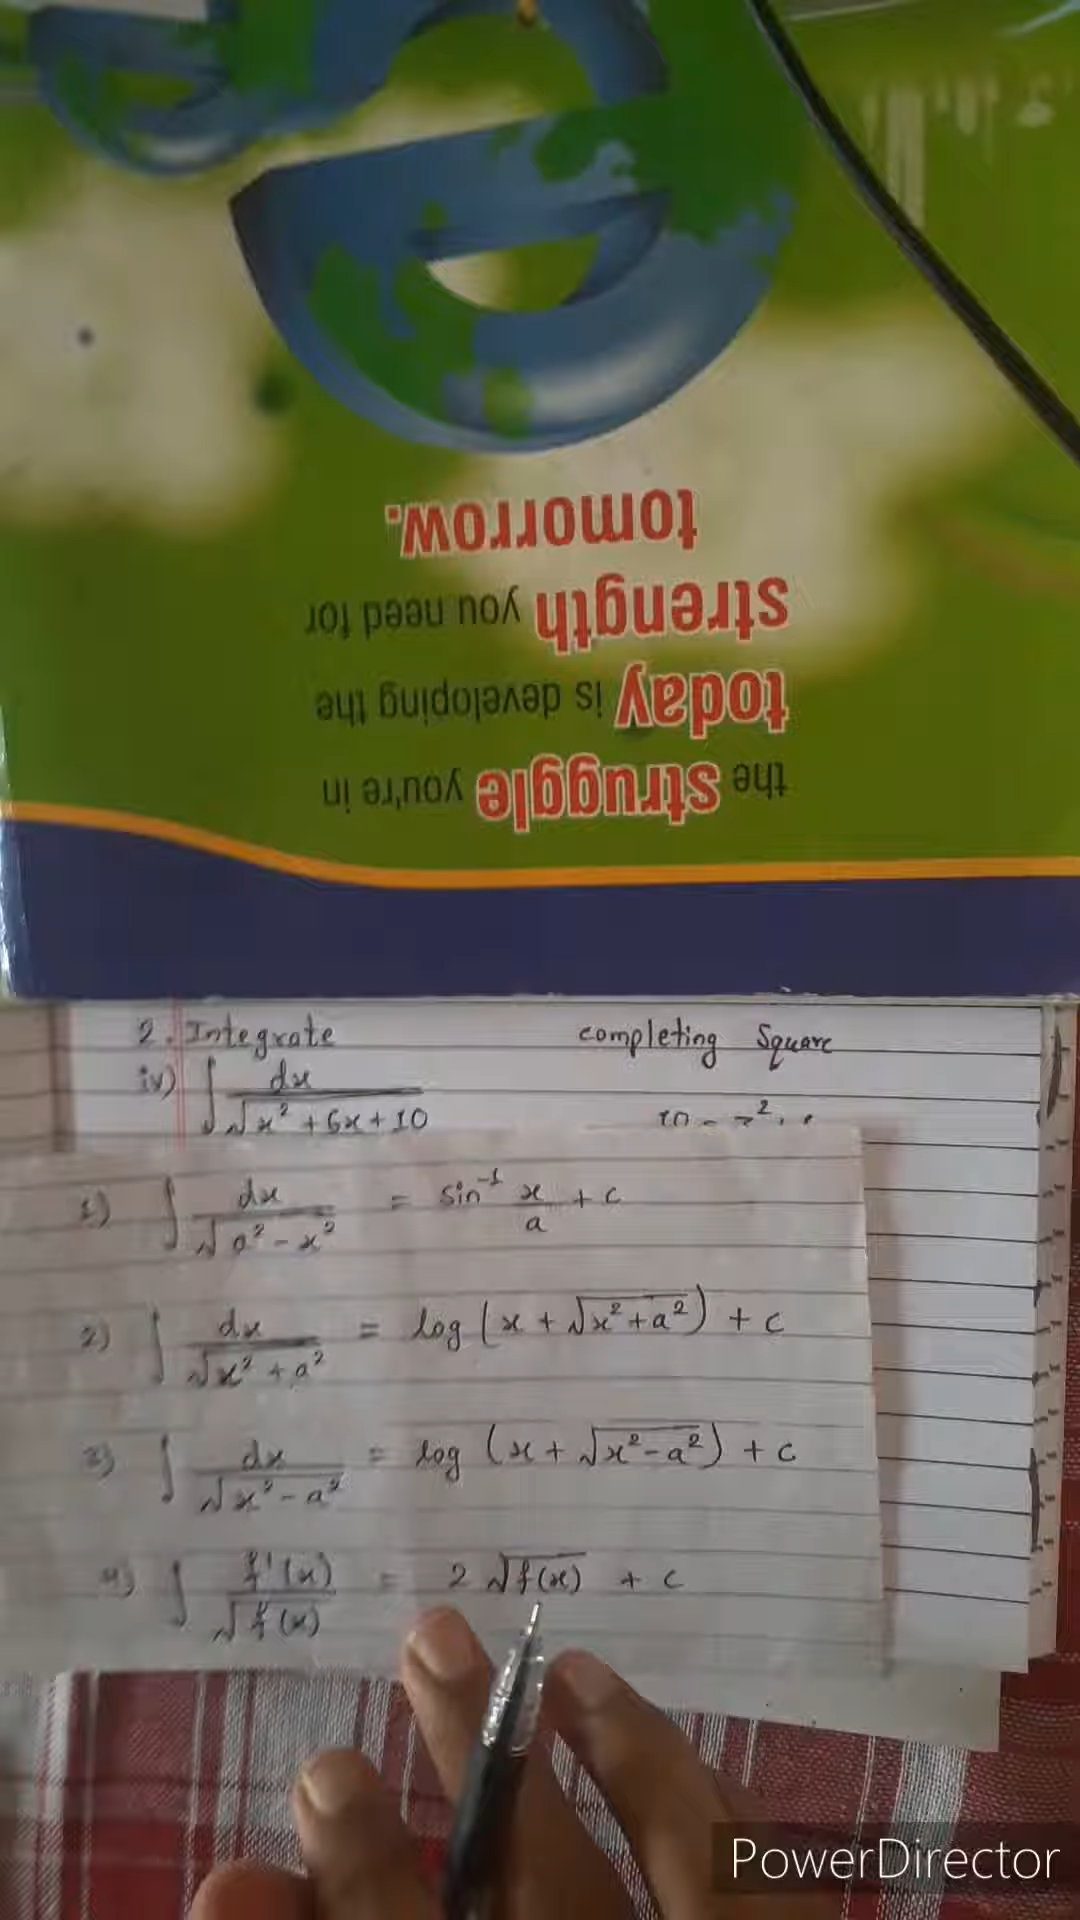 the struggle you're in
today is developing the
strength you need for
tomorrow.
2. Integrate completing Square
iv) ∫ dx / √x² + 6x + 10
1) ∫ dx / √a² - x² = sin⁻¹ x/a + c
2) ∫ dx / √x² + a² = log (x + √x² + a²) + c
3) ∫ dx / √x² - a² = log (x + √x² - a²) + c
4) ∫ f'(x) / √f(x) = 2 √f(x) + c
PowerDirector